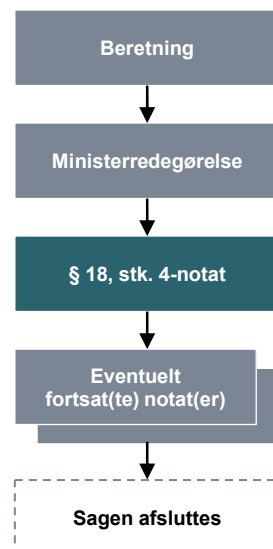 Beretning
Ministerredegørelse
§ 18, stk. 4-notat
Eventuelt
fortsat(te) notat(er)
Sagen afsluttes